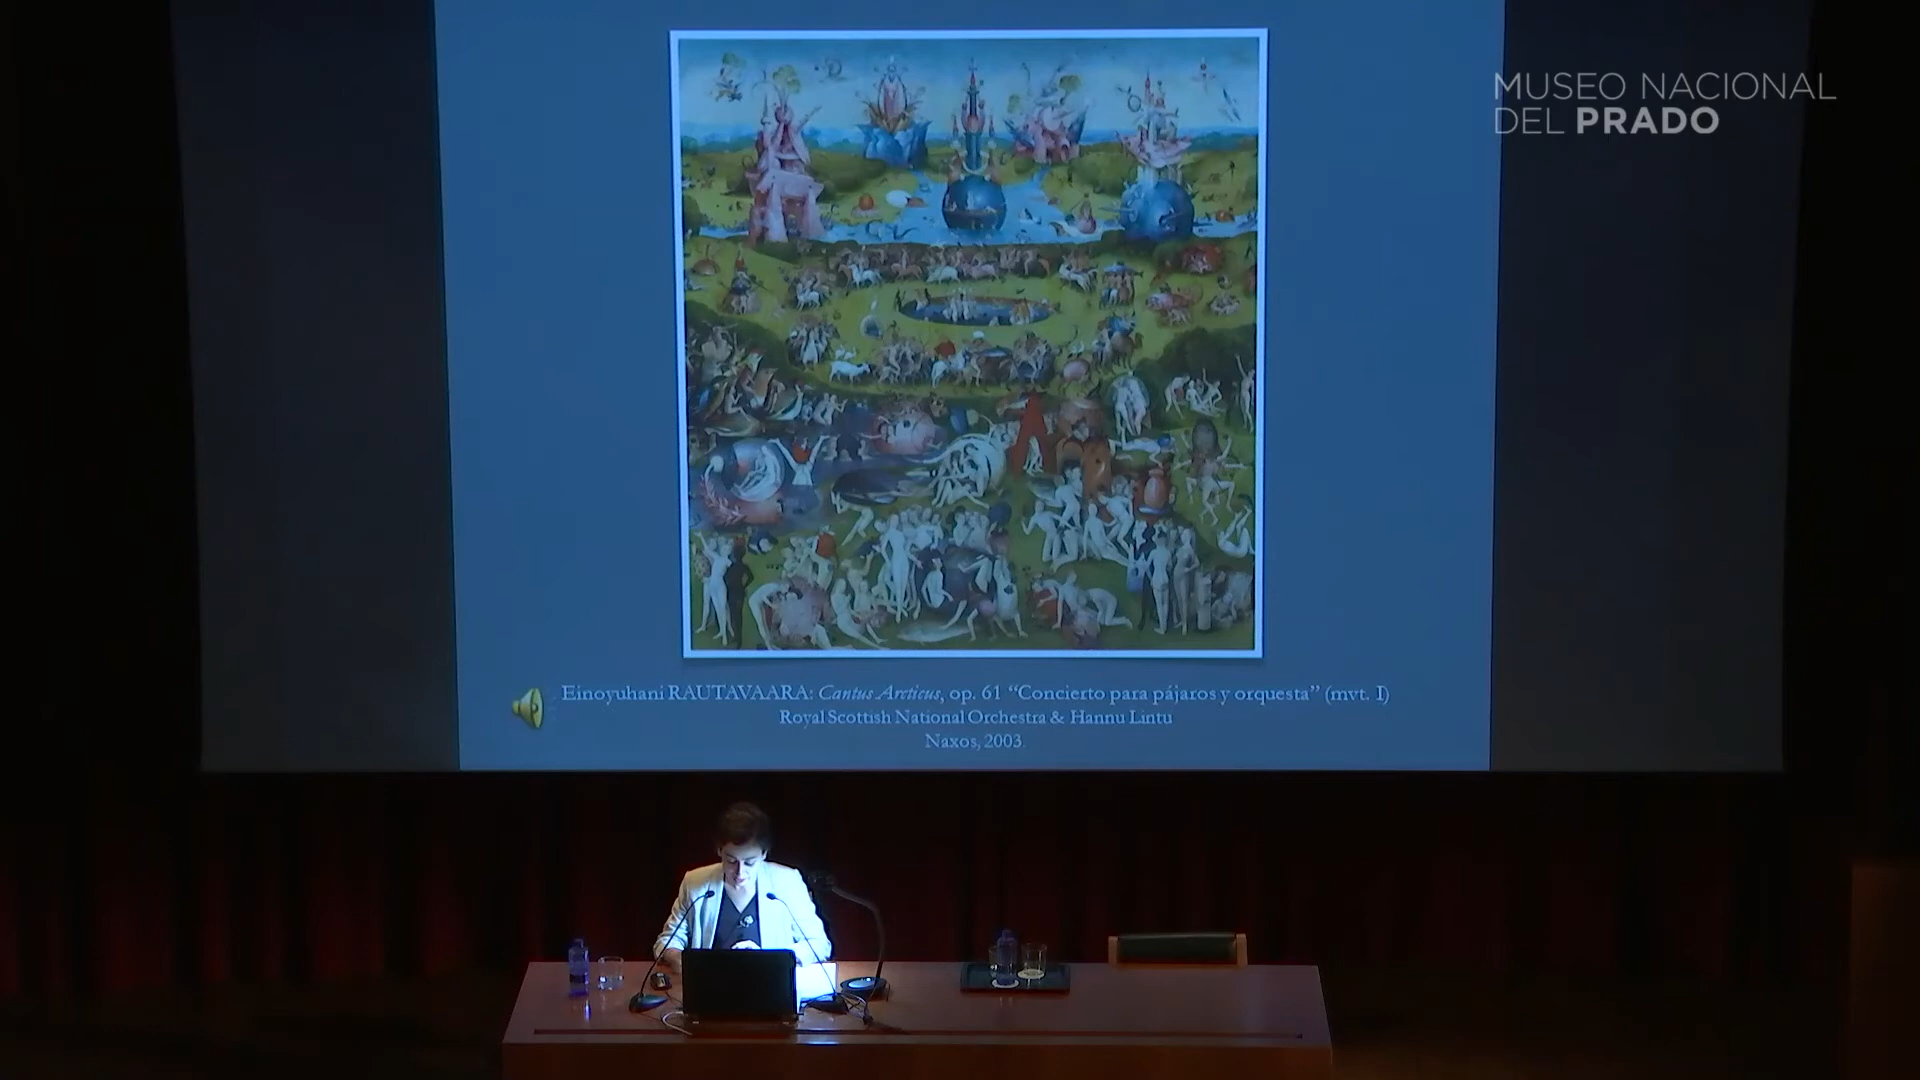 MUSEO NACIONAL
DEL PRADO
Einoyuhani RAUTAVAARA: Cantus Arcticus, op. 61 “Concierto para pájaros y orquesta” (mvt. I)
Royal Scottish National Orchestra & Hannu Lintu
Naxos, 2003.